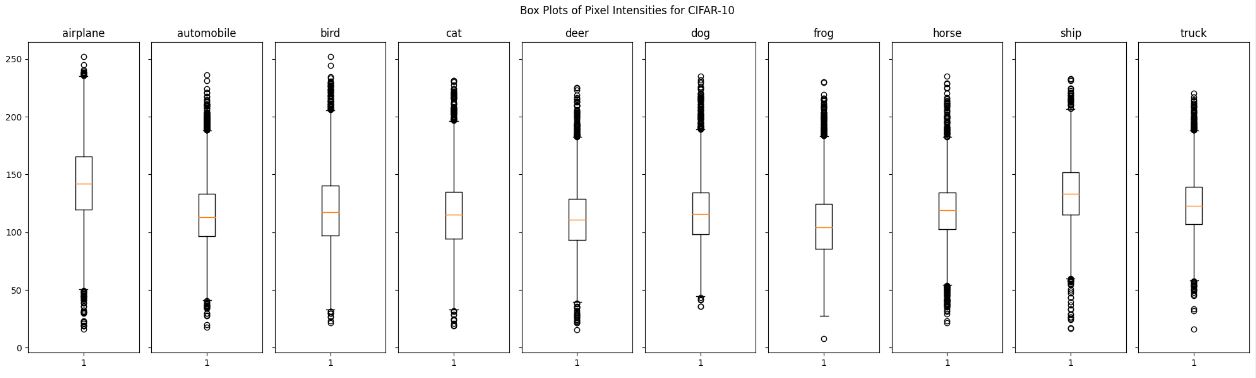 Box Plots of Pixel Intensities for CIFAR-10
airplane automobile bird cat deer dog frog horse ship truck
250
200
150
100
50
0
1 1 1 1 1 1 1 1 1 1